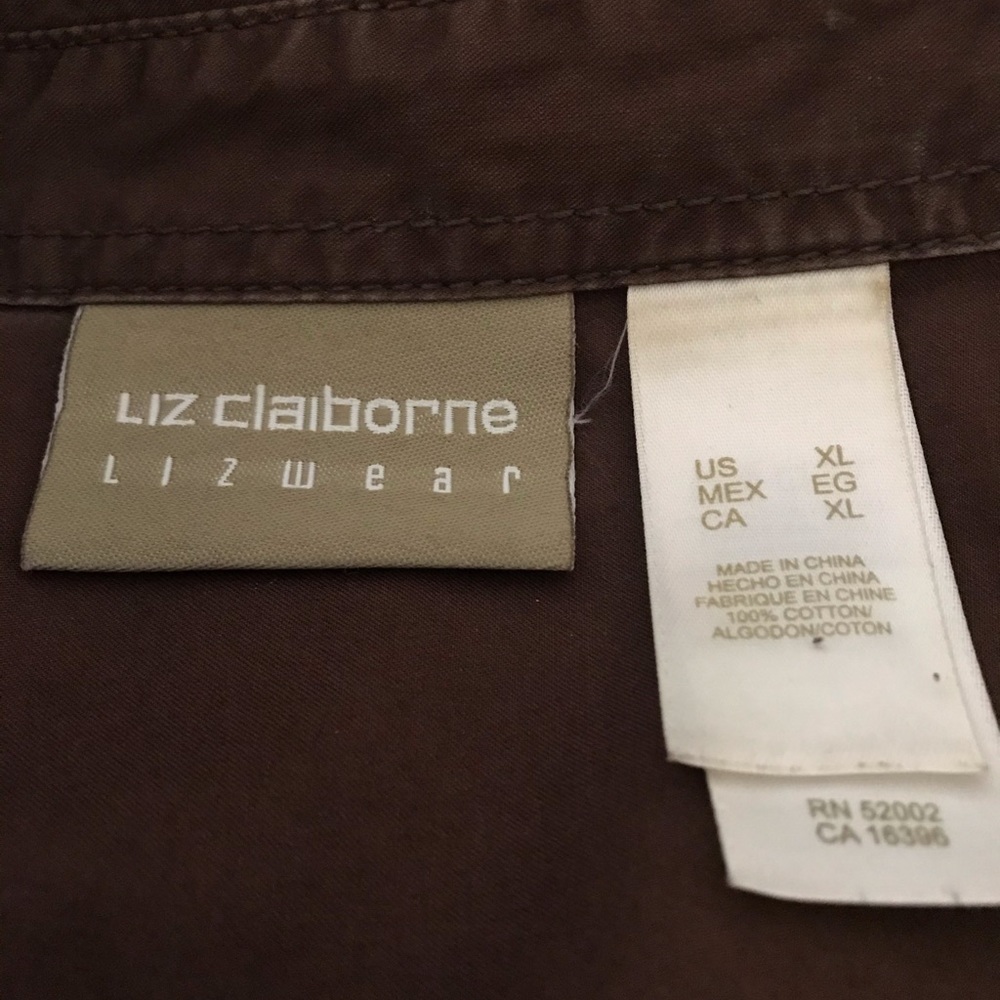 LIZ claiborne
LIZwear
US XL
MEX EG
CA XL
MADE IN CHINA
HECHO EN CHINA
FABRIQUE EN CHINE
100% COTTON/
ALGODON/COTON
RN 52002
CA 16396